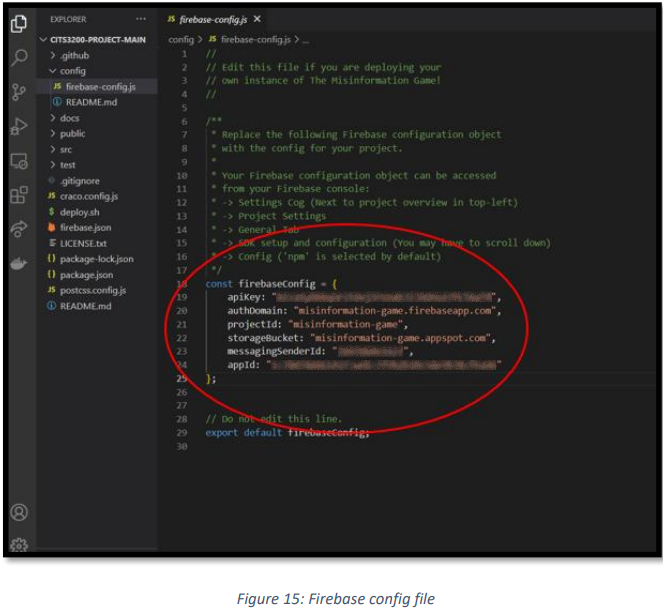 EXPLORER ...
CITS3200-PROJECT-MAIN
.github
config
JS firebase-config.js
README.md
docs
public
src
test
.gitignore
JS craco.config.js
$ deploy.sh
firebase.json
LICENSE.txt
{} package-lock.json
{} package.json
JS postcss.config.js
README.md
JS firebase-config.js X
config > JS firebase-config.js > ...
1 //
2 // Edit this file if you are deploying your
3 // own instance of The Misinformation Game!
4 //
5
6 /**
7 * Replace the following Firebase configuration object
8 * with the config for your project.
9 *
10 * Your Firebase configuration object can be accessed
11 * from your Firebase console:
12 * -> Settings Cog (Next to project overview in top-left)
13 * -> Project Settings
14 * -> General Tab
15 * -> SDK setup and configuration (You may have to scroll down)
16 * -> Config ('npm' is selected by default)
17 */
18 const firebaseConfig = {
19 apiKey: "",
20 authDomain: "misinformation-game.firebaseapp.com",
21 projectId: "misinformation-game",
22 storageBucket: "misinformation-game.appspot.com",
23 messagingSenderId: "",
24 appId: ""
25 };
26
27
28 // Do not edit this line.
29 export default firebaseConfig;
30
Figure 15: Firebase config file